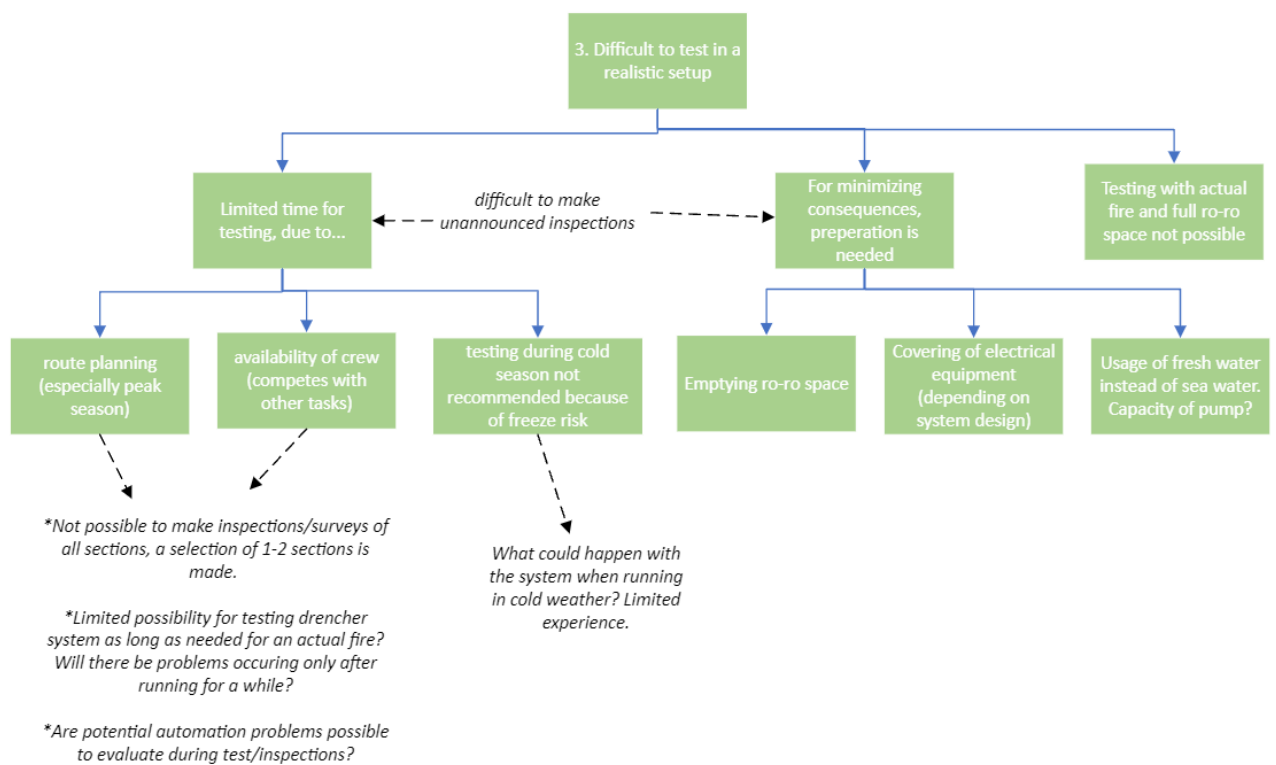 3. Difficult to test in a
realistic setup
Limited time for
testing, due to...
difficult to make
unannounced inspections
For minimizing
consequences,
preperation is
needed
Testing with actual
fire and full ro-ro
space not possible
route planning
(especially peak
season)
availability of crew
(competes with
other tasks)
testing during cold
season not
recommended because
of freeze risk
Emptying ro-ro space
Covering of electrical
equipment
(depending on
system design)
Usage of fresh water
instead of sea water.
Capacity of pump?
*Not possible to make inspections/surveys of
all sections, a selection of 1-2 sections is
made.
*Limited possibility for testing drencher
system as long as needed for an actual fire?
Will there be problems occuring only after
running for a while?
*Are potential automation problems possible
to evaluate during test/inspections?
What could happen with
the system when running
in cold weather? Limited
experience.